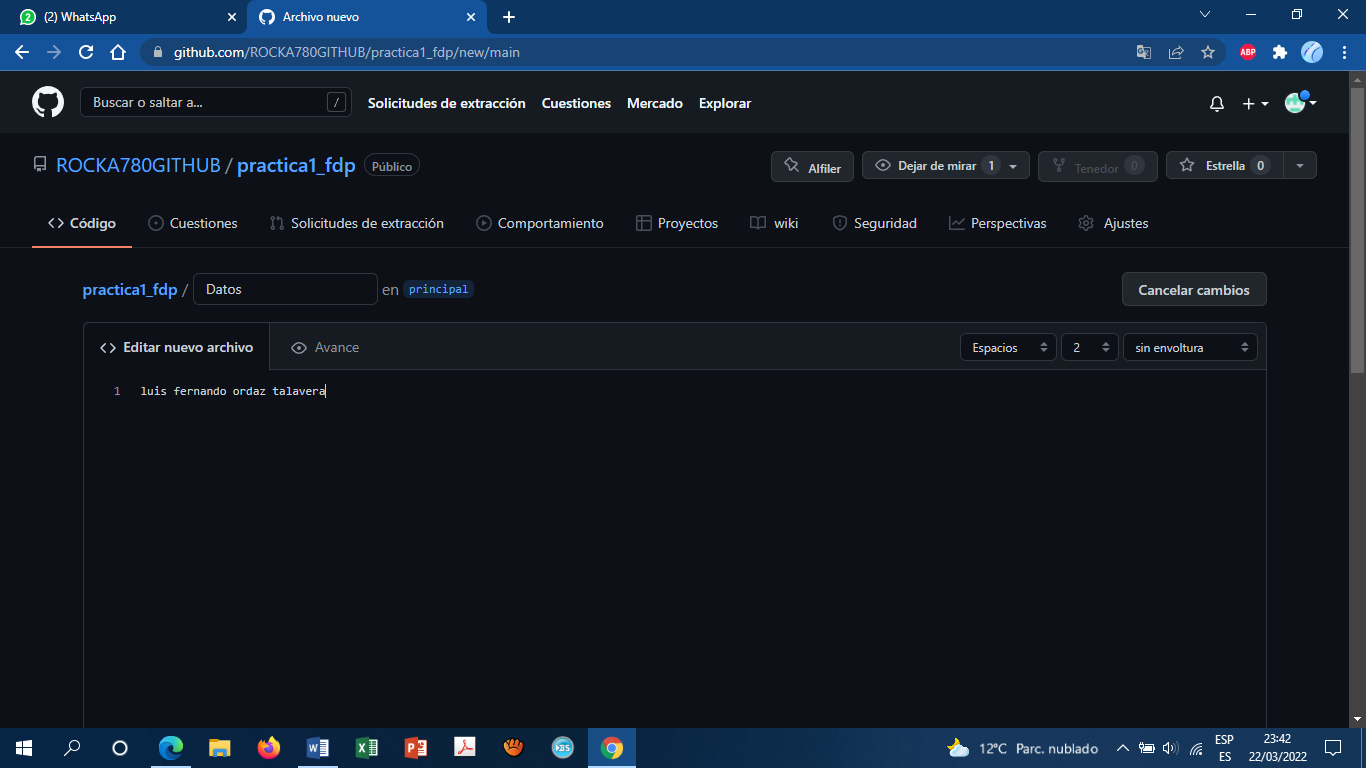 (2) WhatsApp
Archivo nuevo
github.com/ROCKA780GITHUB/practica1_fdp/new/main
ABP
Buscar o saltar a...
/
Solicitudes de extracción Cuestiones Mercado Explorar
ROCKA780GITHUB / practica1_fdp Público
Alfiler
Dejar de mirar 1
Tenedor 0
Estrella 0
Código Cuestiones Solicitudes de extracción Comportamiento Proyectos wiki Seguridad Perspectivas Ajustes
practica1_fdp / Datos en principal
Cancelar cambios
Editar nuevo archivo Avance
Espacios 2 sin envoltura
1 luis fernando ordaz talavera
12°C Parc. nublado
ESP
ES
23:42
22/03/2022